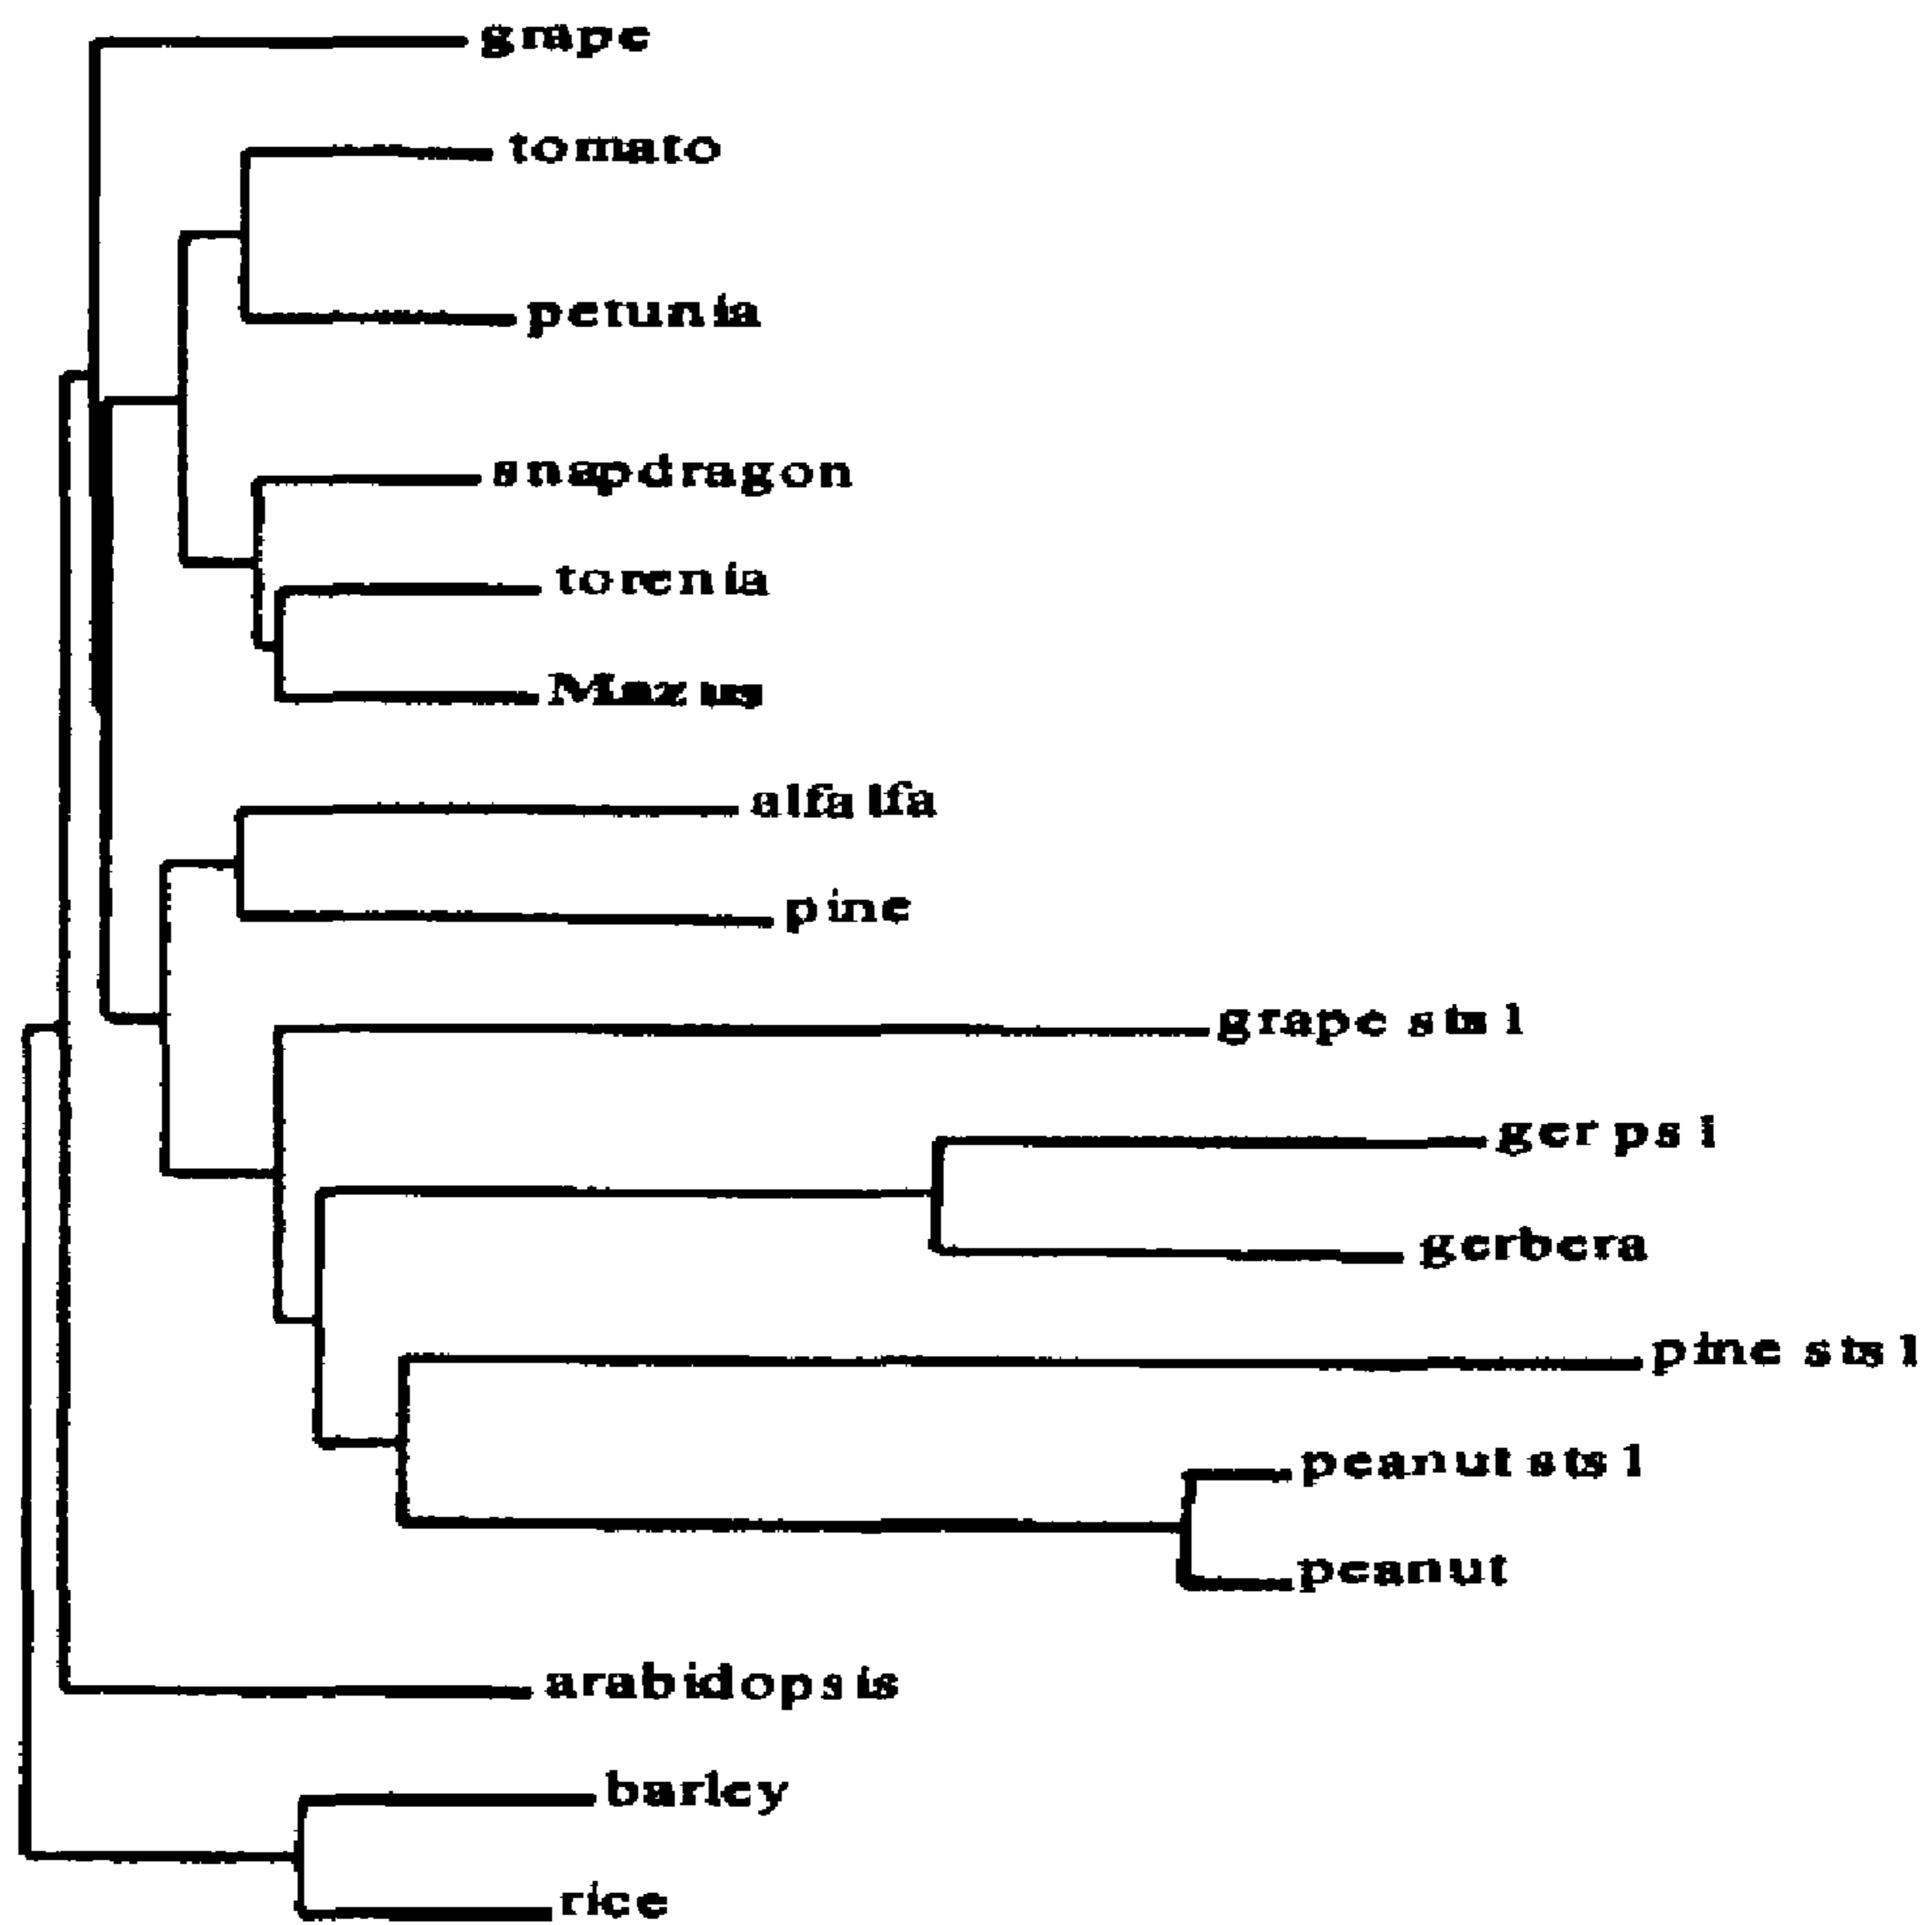 grape
tomato
petunia
snapdragon
torenia
Mazus
alfalfa
pine
grape sts1
ger ps1
gerbera
pine sts1
peanut sts1
peanut
arabidopsis
barley
rice